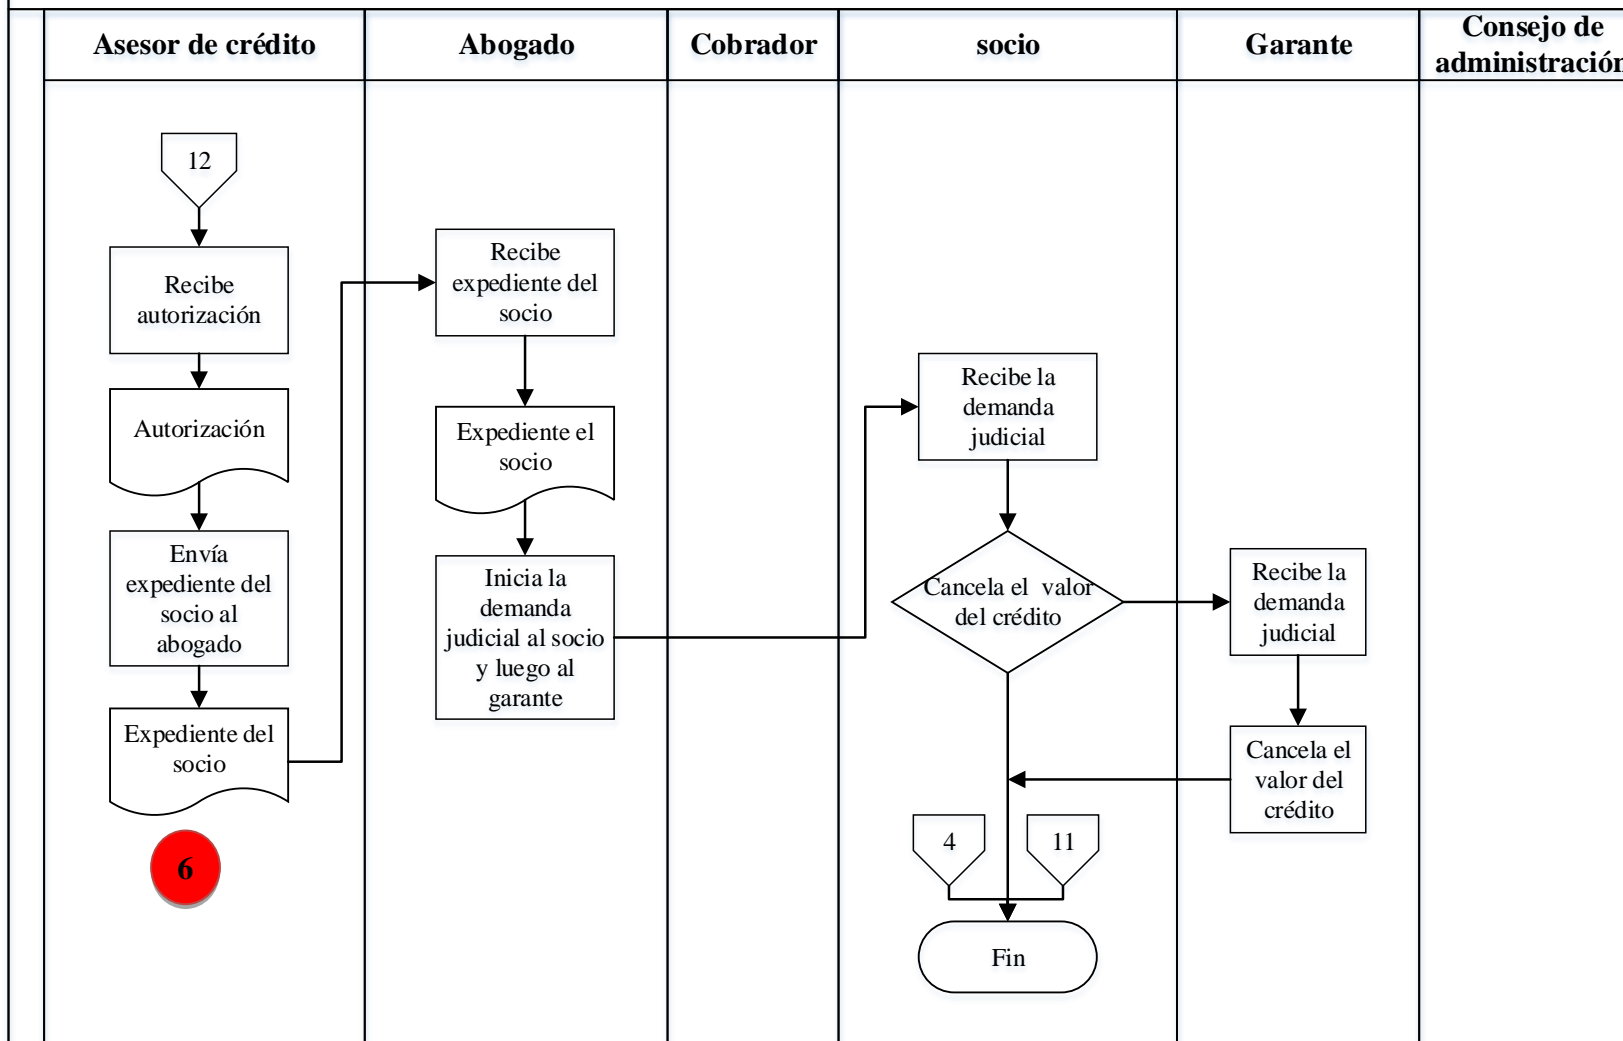 Asesor de crédito
Abogado
Cobrador
socio
Garante
Consejo de
administración
12
Recibe
autorización
Autorización
Envía
expediente del
socio al
abogado
Expediente del
socio
6
Recibe
expediente del
socio
Expediente el
socio
Inicia la
demanda
judicial al socio
y luego al
garante
Recibe la
demanda
judicial
Cancela el valor
del crédito
4
11
Fin
Recibe la
demanda
judicial
Cancela el
valor del
crédito